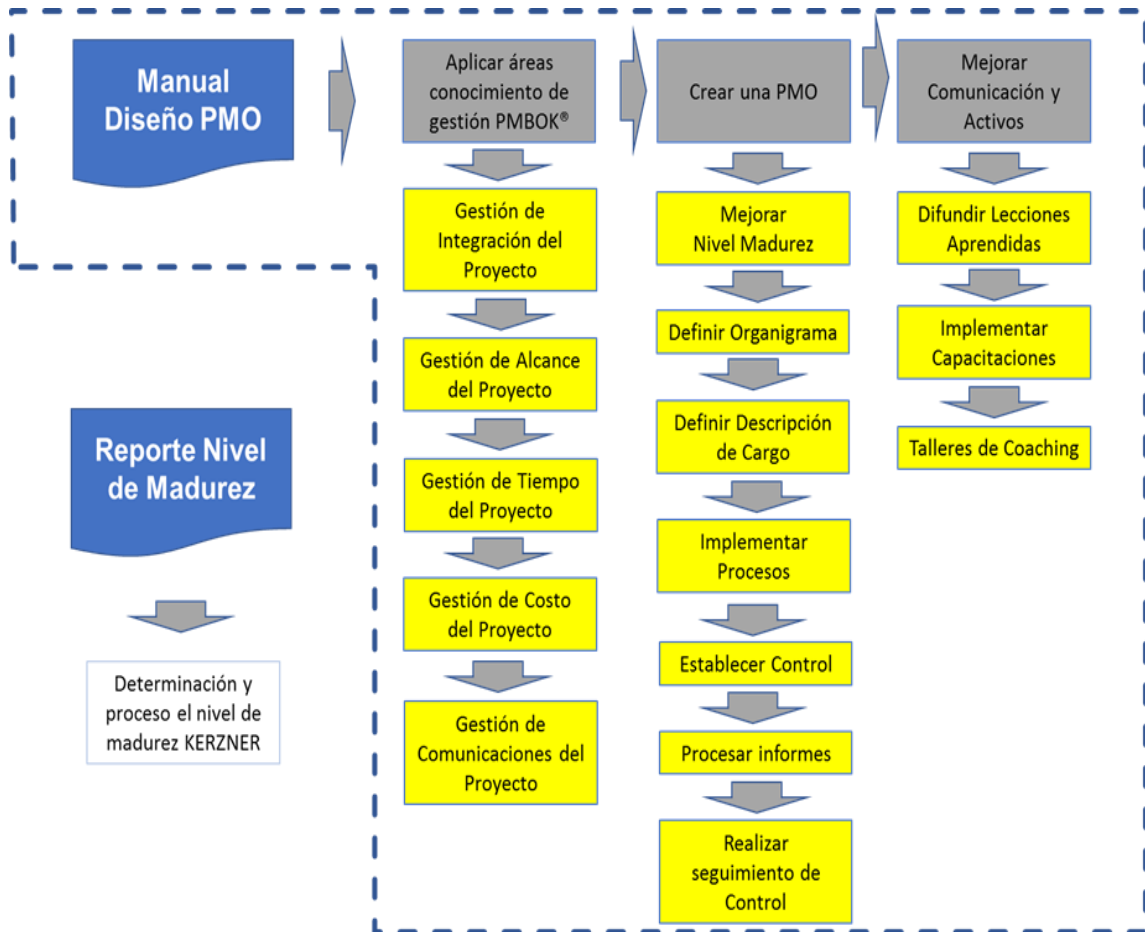 Manual
Diseño PMO
Aplicar áreas
conocimiento de
gestión PMBOK®
Crear una PMO
Mejorar
Comunicación y
Activos
Gestión de
Integración del
Proyecto
Gestión de Alcance
del Proyecto
Gestión de Tiempo
del Proyecto
Gestión de Costo
del Proyecto
Gestión de
Comunicaciones del
Proyecto
Mejorar
Nivel Madurez
Definir Organigrama
Definir Descripción
de Cargo
Implementar
Procesos
Establecer Control
Procesar informes
Realizar
seguimiento de
Control
Difundir Lecciones
Aprendidas
Implementar
Capacitaciones
Talleres de Coaching
Reporte Nivel
de Madurez
Determinación y
proceso el nivel de
madurez KERZNER